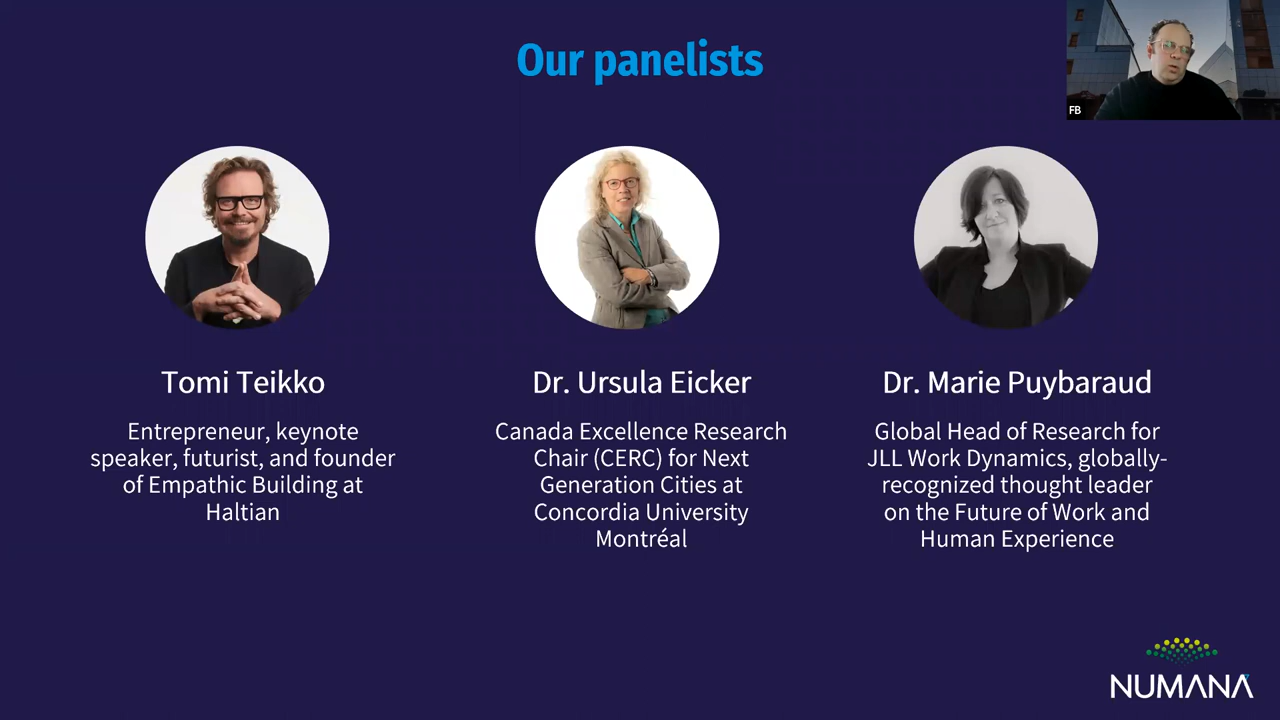 Our panelists
FB
Tomi Teikko
Entrepreneur, keynote
speaker, futurist, and founder
of Empathic Building at
Haltian
Dr. Ursula Eicker
Canada Excellence Research
Chair (CERC) for Next
Generation Cities at
Concordia University
Montréal
Dr. Marie Puybaraud
Global Head of Research for
JLL Work Dynamics, globally-
recognized thought leader
on the Future of Work and
Human Experience
NUMANA